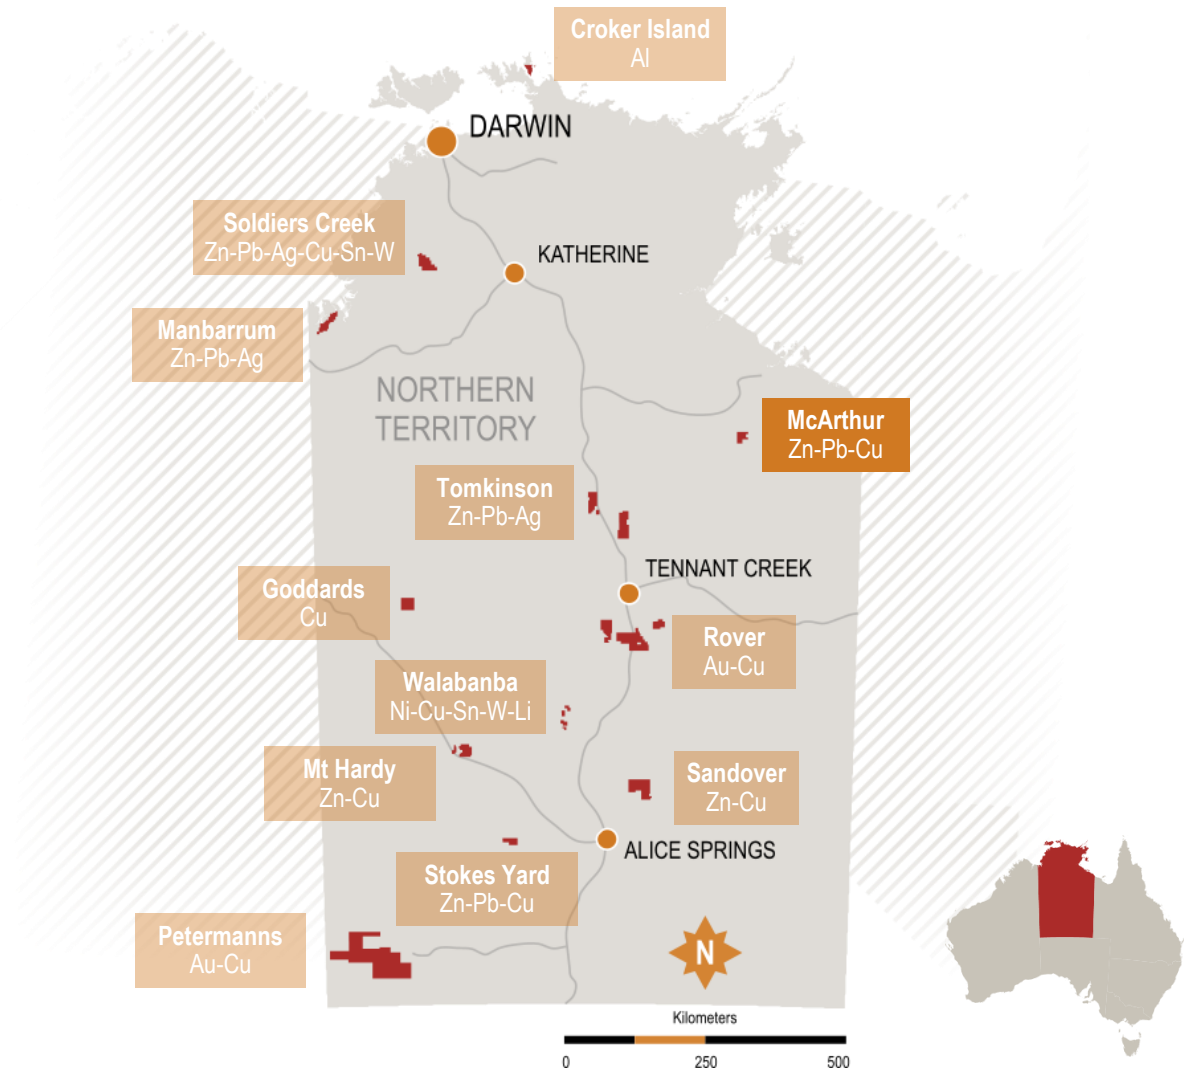 Croker Island
Al
DARWIN
Soldiers Creek
Zn-Pb-Ag-Cu-Sn-W
KATHERINE
Manbarrum
Zn-Pb-Ag
NORTHERN
TERRITORY
McArthur
Zn-Pb-Cu
Tomkinson
Zn-Pb-Ag
TENNANT CREEK
Goddards
Cu
Rover
Au-Cu
Walabanba
Ni-Cu-Sn-W-Li
Mt Hardy
Zn-Cu
Sandover
Zn-Cu
ALICE SPRINGS
Stokes Yard
Zn-Pb-Cu
Petermanns
Au-Cu
N
Kilometers
0 250 500